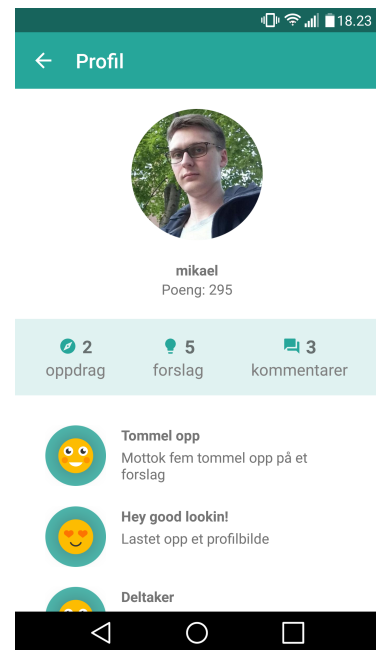 18.23
Profil
mikael
Poeng: 295
2 5 3
oppdrag forslag kommentarer
Tommel opp
Mottok fem tommel opp på et
forslag
Hey good lookin!
Lastet opp et profilbilde
Deltaker